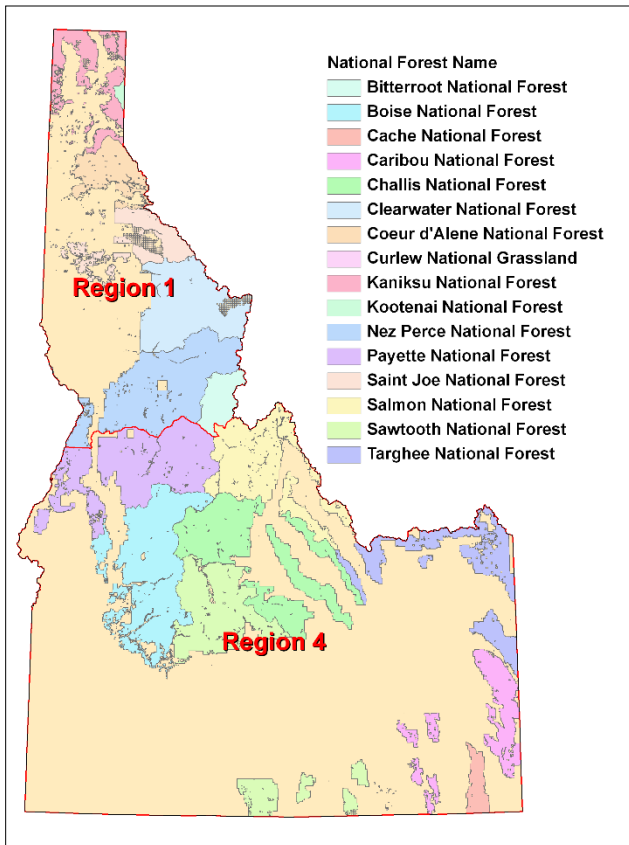 National Forest Name
Bitterroot National Forest
Boise National Forest
Cache National Forest
Caribou National Forest
Challis National Forest
Clearwater National Forest
Coeur d'Alene National Forest
Curlew National Grassland
Kaniksu National Forest
Kootenai National Forest
Nez Perce National Forest
Payette National Forest
Saint Joe National Forest
Salmon National Forest
Sawtooth National Forest
Targhee National Forest
Region 1
Region 4